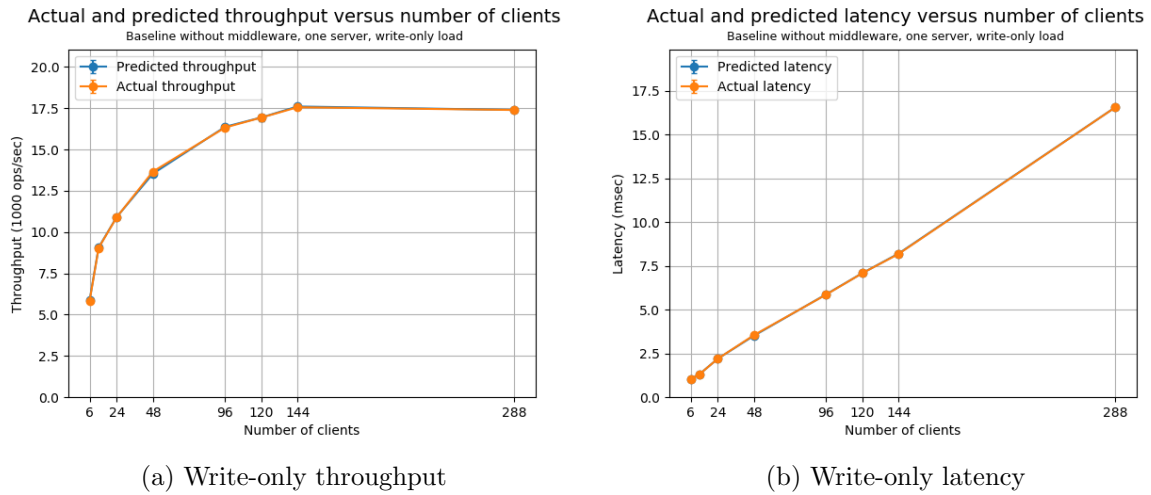 Actual and predicted throughput versus number of clients
Baseline without middleware, one server, write-only load
Predicted throughput
Actual throughput
20.0
17.5
15.0
12.5
10.0
7.5
5.0
2.5
0.0
Throughput (1000 ops/sec)
6 24 48 96 120 144 288
Number of clients
(a) Write-only throughput
Actual and predicted latency versus number of clients
Baseline without middleware, one server, write-only load
Predicted latency
Actual latency
17.5
15.0
12.5
10.0
7.5
5.0
2.5
0.0
Latency (msec)
6 24 48 96 120 144 288
Number of clients
(b) Write-only latency